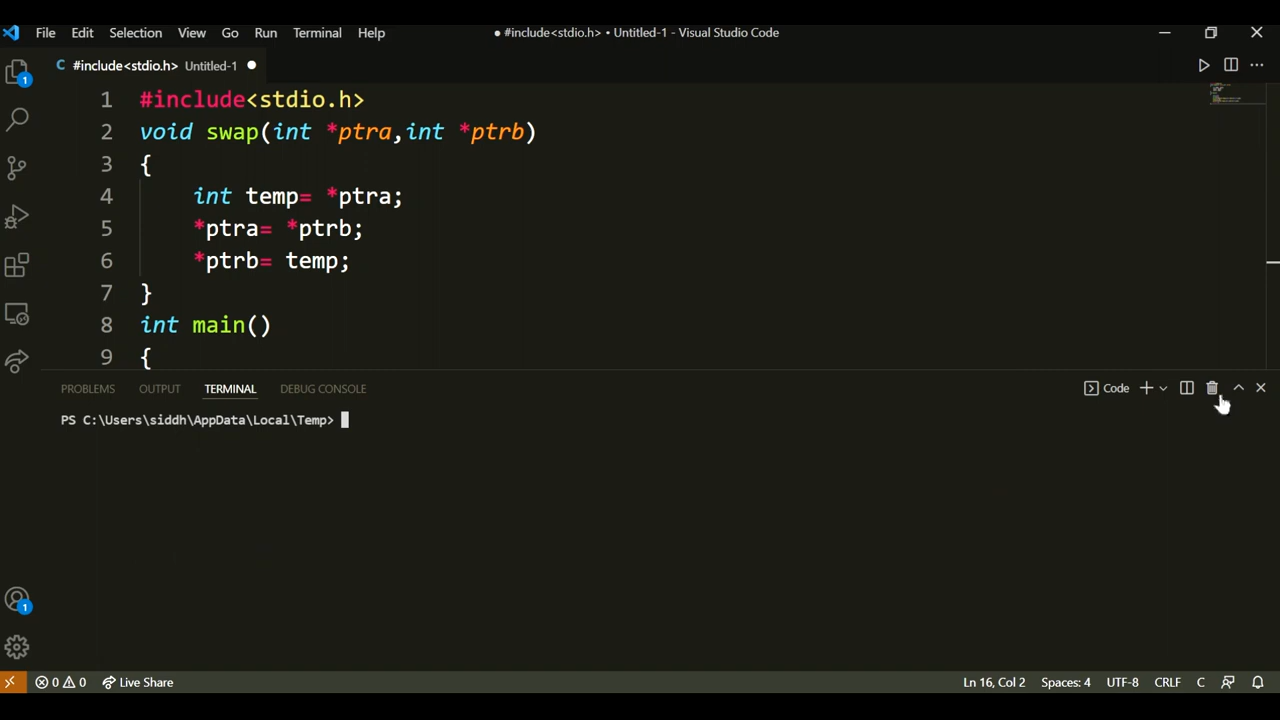 File Edit Selection View Go Run Terminal Help ● #include<stdio.h> • Untitled-1 - Visual Studio Code
C #include<stdio.h> Untitled-1 ●
1 #include<stdio.h>
2 void swap(int *ptra,int *ptrb)
3 {
4 int temp= *ptra;
5 *ptra= *ptrb;
6 *ptrb= temp;
7 }
8 int main()
9 {
PROBLEMS OUTPUT TERMINAL DEBUG CONSOLE Code
PS C:\Users\siddh\AppData\Local\Temp>
1
1
0 0 Live Share Ln 16, Col 2 Spaces: 4 UTF-8 CRLF C